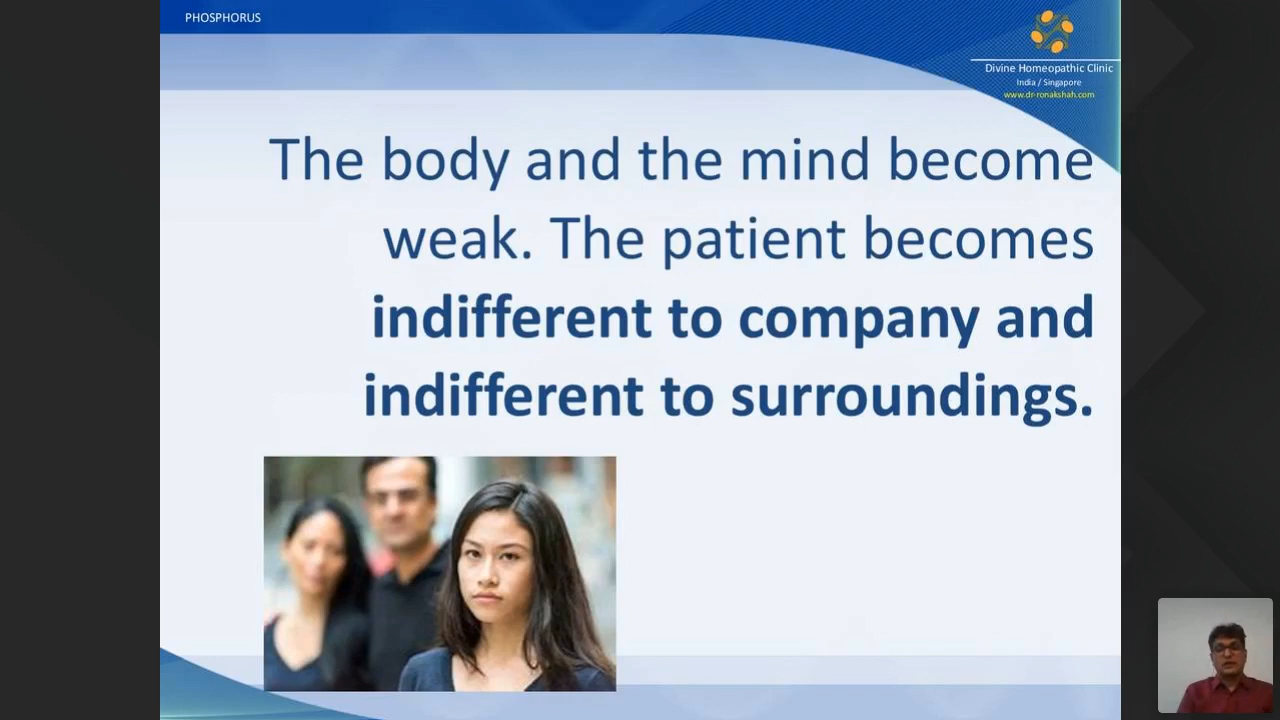 PHOSPHORUS
Divine Homeopathic Clinic
India / Singapore
www.dr-ronakshah.com
The body and the mind become
weak. The patient becomes
indifferent to company and
indifferent to surroundings.